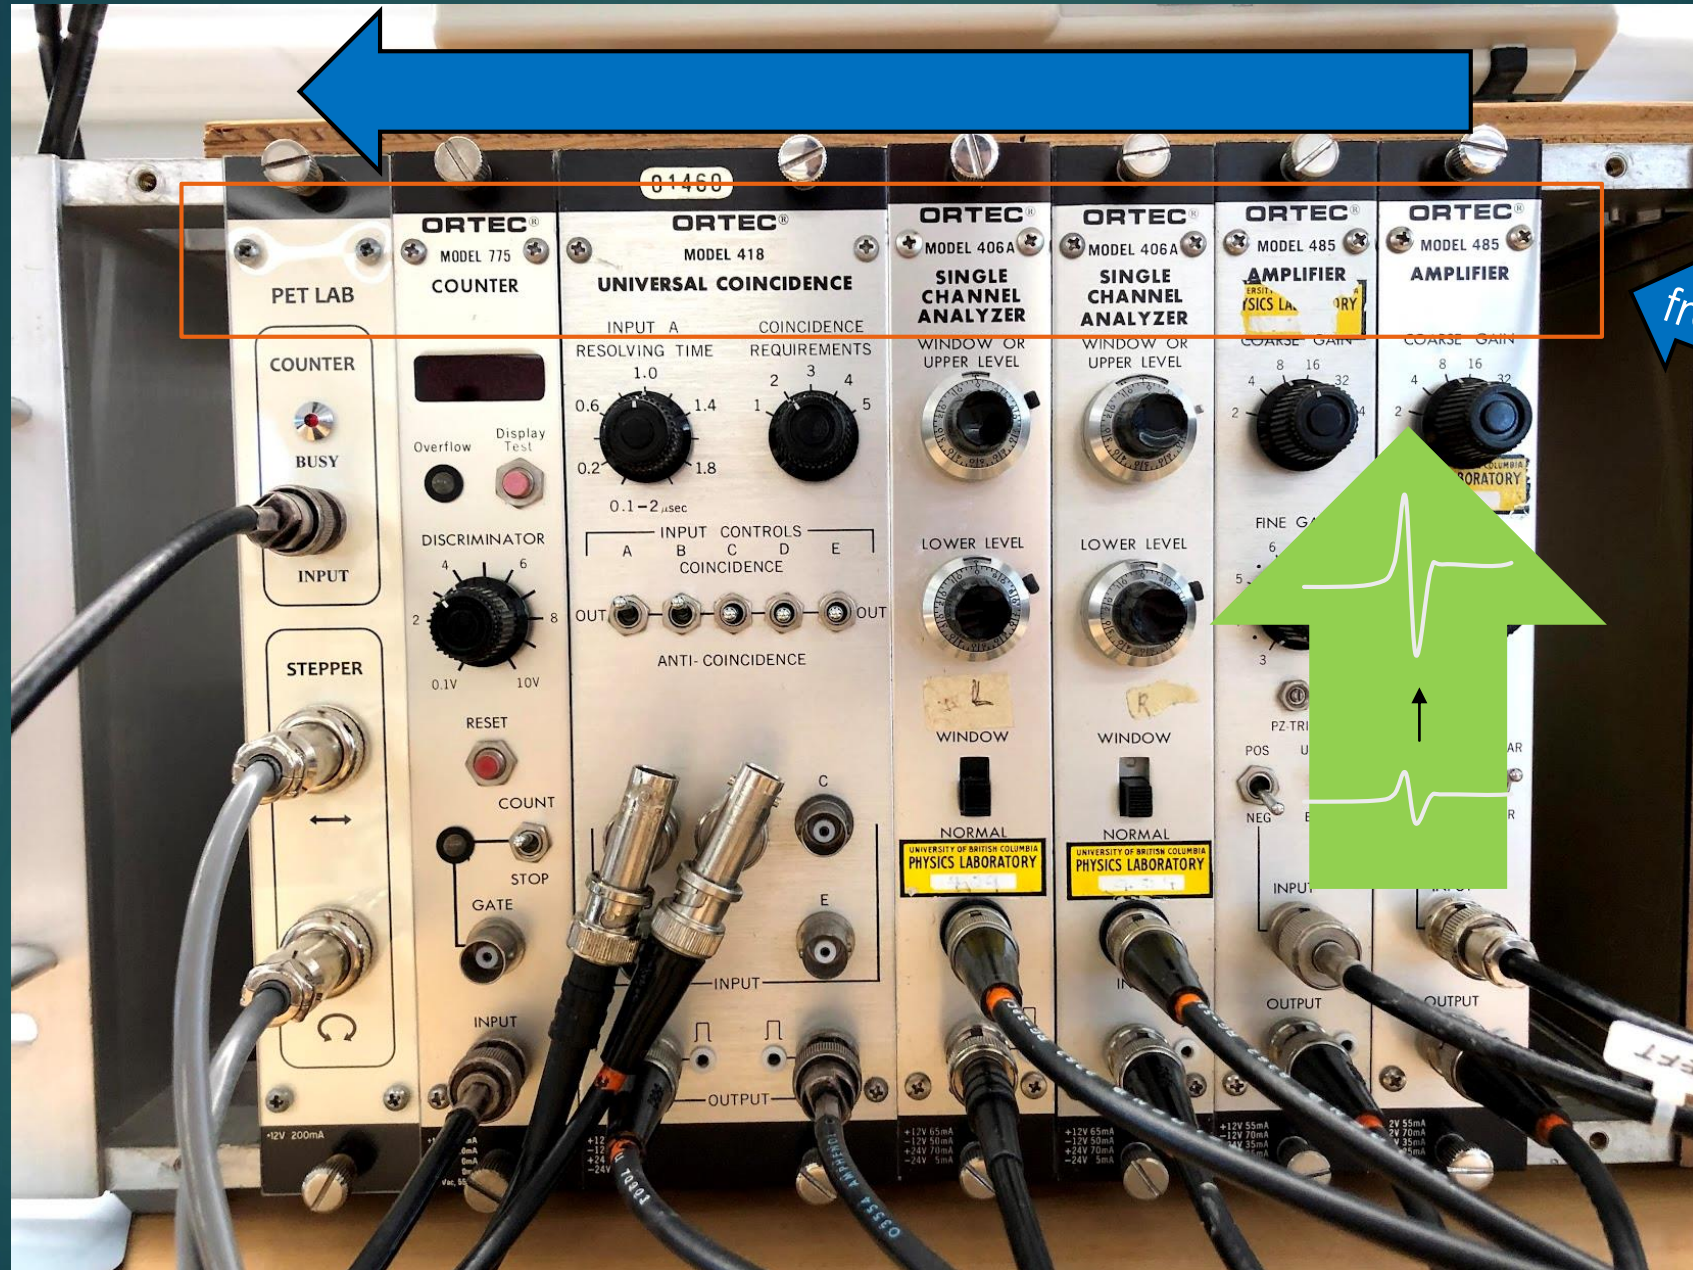 PET LAB
COUNTER
BUSY
INPUT
STEPPER
+12V 200mA
ORTEC®
MODEL 775
COUNTER
Overflow
Display
Test
DISCRIMINATOR
2 4 6 8
0.1V 10V
RESET
COUNT
STOP
GATE
INPUT
01460
ORTEC®
MODEL 418
UNIVERSAL COINCIDENCE
INPUT A
RESOLVING TIME
0.2 0.6 1.0 1.4 1.8
0.1-2 µsec
COINCIDENCE
REQUIREMENTS
1 2 3 4 5
INPUT CONTROLS
A B C D E
COINCIDENCE
OUT OUT
ANTI-COINCIDENCE
C
E
INPUT
OUTPUT
03554 AMPHENOL
ORTEC®
MODEL 406A
SINGLE
CHANNEL
ANALYZER
WINDOW OR
UPPER LEVEL
LOWER LEVEL
L
WINDOW
NORMAL
UNIVERSITY OF BRITISH COLUMBIA
PHYSICS LABORATORY
+12V 65mA
-12V 50mA
+24V 70mA
-24V 5mA
ORTEC®
MODEL 406A
SINGLE
CHANNEL
ANALYZER
WINDOW OR
UPPER LEVEL
LOWER LEVEL
R
WINDOW
NORMAL
UNIVERSITY OF BRITISH COLUMBIA
PHYSICS LABORATORY
+12V 65mA
-12V 50mA
+24V 70mA
-24V 5mA
ORTEC®
MODEL 485
AMPLIFIER
COARSE GAIN
2 4 8 16 32
FINE
3 5 6
POS
NEG
INPUT
OUTPUT
+12V 55mA
-12V 70mA
ORTEC®
MODEL 485
AMPLIFIER
COARSE GAIN
2 4 8 16 32
INPUT
OUTPUT